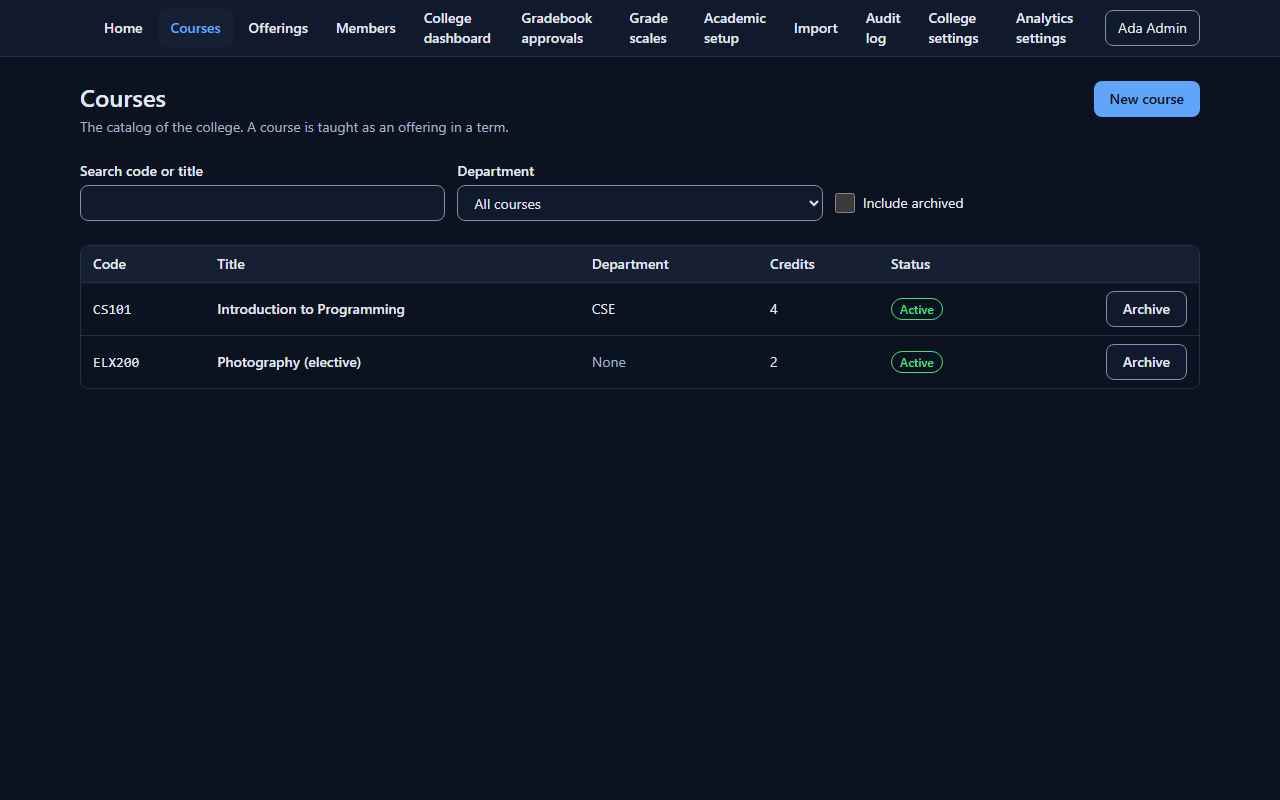 Home
Courses
Offerings
Members
College dashboard
Gradebook approvals
Grade scales
Academic setup
Import
Audit log
College settings
Analytics settings
Ada Admin
Courses
New course
The catalog of the college. A course is taught as an offering in a term.
Search code or title
Department
All courses
Include archived
Code Title Department Credits Status
CS101 Introduction to Programming CSE 4 Active Archive
ELX200 Photography (elective) None 2 Active Archive